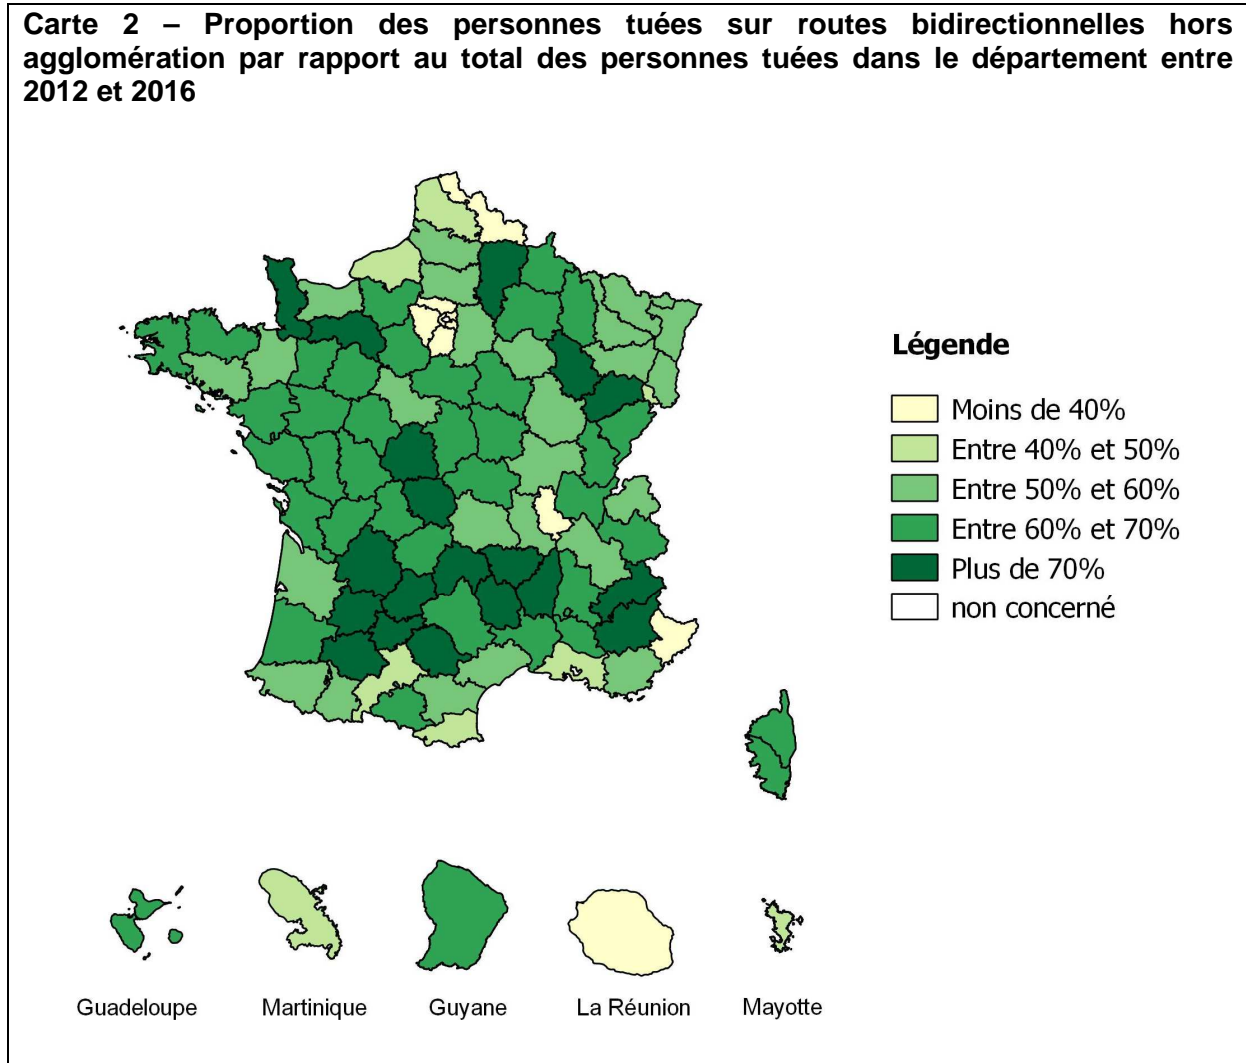 Carte 2 – Proportion des personnes tuées sur routes bidirectionnelles hors
agglomération par rapport au total des personnes tuées dans le département entre
2012 et 2016
Légende
Moins de 40%
Entre 40% et 50%
Entre 50% et 60%
Entre 60% et 70%
Plus de 70%
non concerné
Guadeloupe
Martinique
Guyane
La Réunion
Mayotte